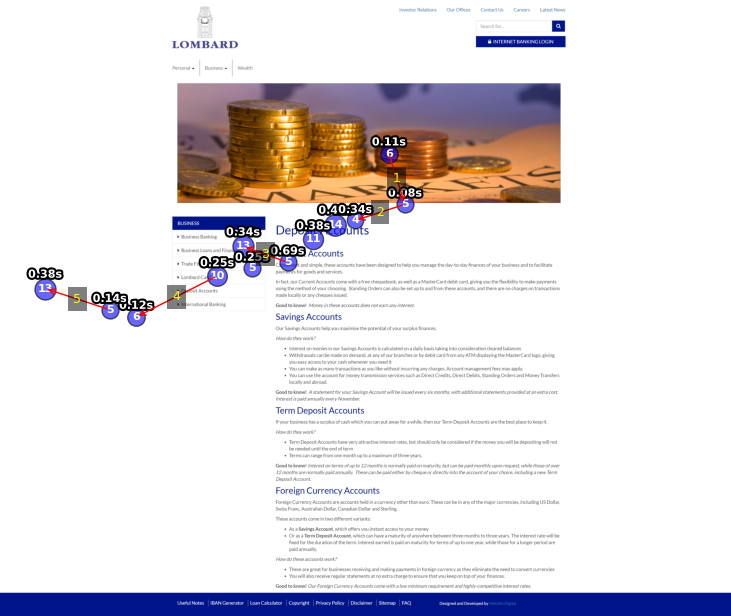 Investor Relations Our Offices Contact Us Careers Latest News
Search for...
INTERNET BANKING LOGIN
LOMBARD
Personal Business Wealth
0.11s
6
1
0.08s
5
2
0.34s
4
14
0.38s
11
BUSINESS
Business Banking
Business Loans and
Trade
Lombard
Accounts
International Banking
0.34s
13
0.69s
5
0.25s
5
0.25s
10
4
0.12s
6
0.14s
5
5
0.38s
13
Accounts
and simple, these accounts have been designed to help you manage the day-to-day finances of your business and to facilitate
payments for goods and services.
In fact, our Current Accounts come with a free chequebook, as well as a MasterCard debit card, giving you the flexibility to make payments
using the method of your choosing. Standing Orders can also be set up to and from these accounts, and there are no charges on transactions
made locally or any cheques issued.
Good to know! Money in these accounts does not earn any interest.
Savings Accounts
Our Savings Accounts help you maximise the potential of your surplus finances.
How do they work?
• Interest on monies in our Savings Accounts is calculated on a daily basis taking into consideration cleared balances
• Withdrawals can be made on demand, at any of our branches or by debit card from any ATM displaying the MasterCard logo, giving
you easy access to your cash whenever you need it
• You can make as many transactions as you like without incurring any charges. Account management fees may apply.
• You can use the account for money transmission services such as Direct Credits, Direct Debits, Standing Orders and Money Transfers
locally and abroad.
Good to know! A statement for your Savings Account will be issued every six months, with additional statements provided at an extra cost.
Interest is paid annually every November.
Term Deposit Accounts
If your business has a surplus of cash which you can put away for a while, then our Term Deposit Accounts are the best place to keep it.
How do they work?
• Term Deposit Accounts have very attractive interest rates, but should only be considered if the money you will be depositing will not
be needed until the end of term
• Terms can range from one month up to a maximum of three years.
Good to know! Interest on terms of up to 12 months is normally paid on maturity, but can be paid monthly upon request, while those of over
12 months are normally paid annually. These can be paid either by cheque or directly into the account of your choice, including a new Term
Deposit Account.
Foreign Currency Accounts
Foreign Currency Accounts are accounts held in a currency other than euro. These can be in any of the major currencies, including US Dollar,
Swiss Franc, Australian Dollar, Canadian Dollar and Sterling.
These accounts come in two different variants:
• As a Savings Account, which offers you instant access to your money
• Or as a Term Deposit Account, which can have a maturity of anywhere between three months to three years. The interest rate will be
fixed for the duration of the term. Interest earned is paid on maturity for terms of up to one year, while those for a longer period are
paid annually.
How do these accounts work?
• These are great for businesses receiving and making payments in foreign currency as they eliminate the need to convert currencies
• You will also receive regular statements at no extra charge to ensure that you keep on top of your finances.
Good to know! Our Foreign Currency Accounts come with a low minimum requirement and highly-competitive interest rates.
Useful Notes | IBAN Generator | Loan Calculator | Copyright | Privacy Policy | Disclaimer | Sitemap | FAQ
Designed and Developed by